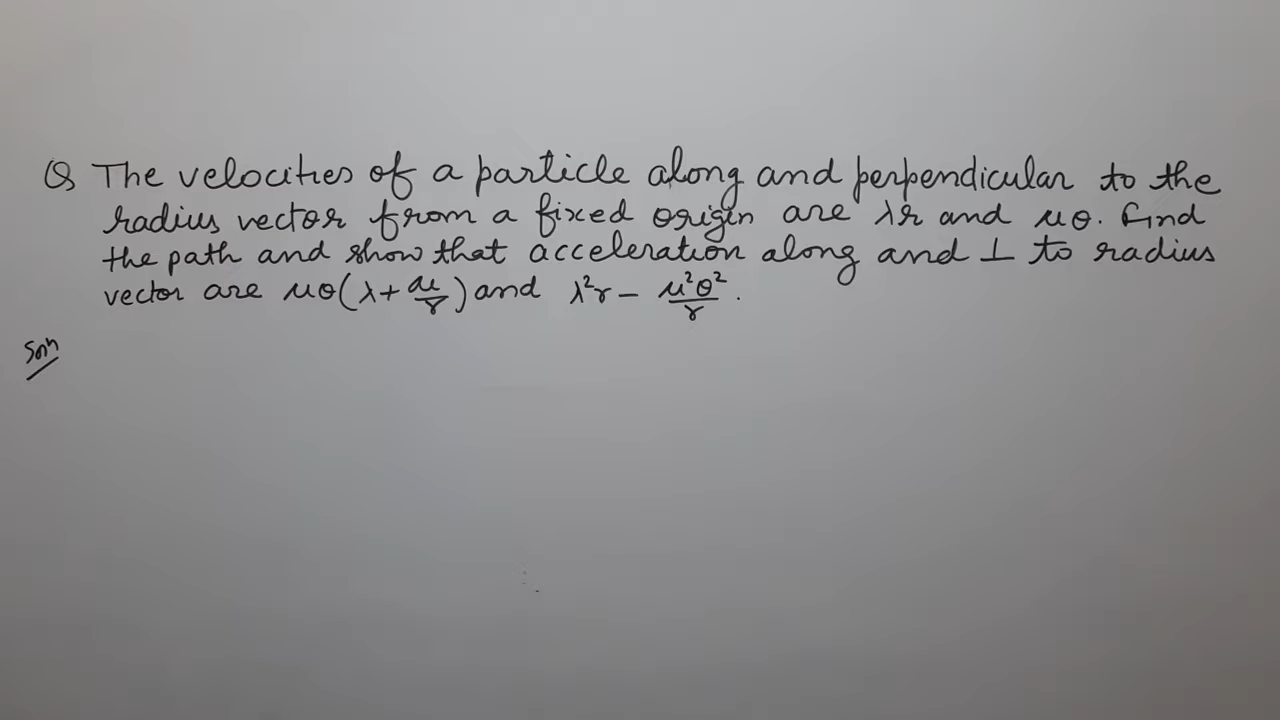 Q The velocities of a particle along and perpendicular to the
radius vector from a fixed origin are λr and μθ. Find
the path and show that acceleration along and ⊥ to radius
vector are μθ(λ+μ/r) and λ²r - μ²θ²/r.
Soln